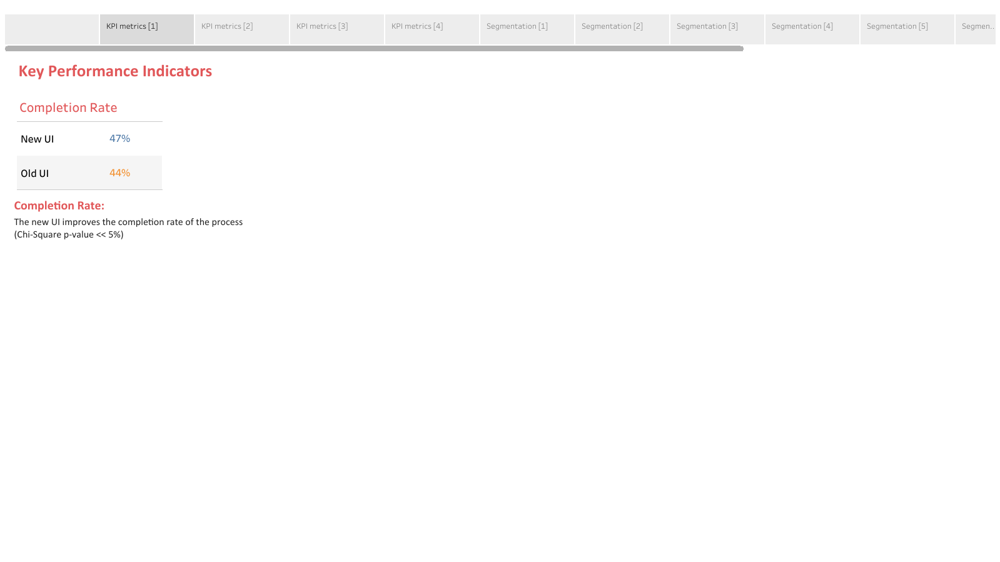 KPI metrics [1]
KPI metrics [2]
KPI metrics [3]
KPI metrics [4]
Segmentation [1]
Segmentation [2]
Segmentation [3]
Segmentation [4]
Segmentation [5]
Segmen..
Key Performance Indicators
Completion Rate
New UI 47%
Old UI 44%
Completion Rate:
The new UI improves the completion rate of the process
(Chi-Square p-value << 5%)